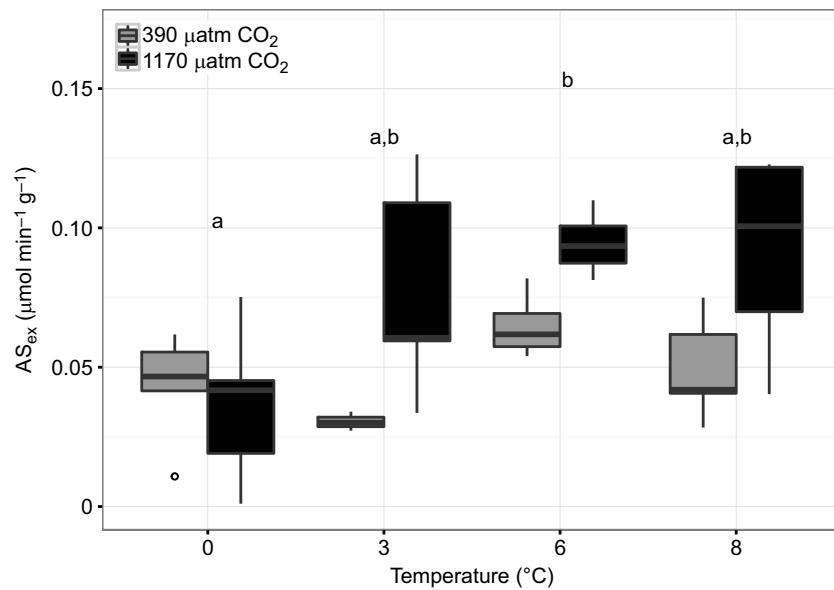 390 μatm CO₂
1170 μatm CO₂
0.15
b
a,b
a,b
0.10
a
0.05
0
AS_ex (μmol min⁻¹ g⁻¹)
0
3
6
8
Temperature (°C)